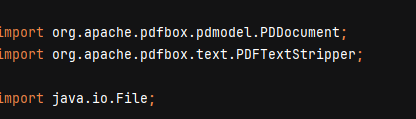 import org.apache.pdfbox.pdmodel.PDDocument;
import org.apache.pdfbox.text.PDFTextStripper;
import java.io.File;